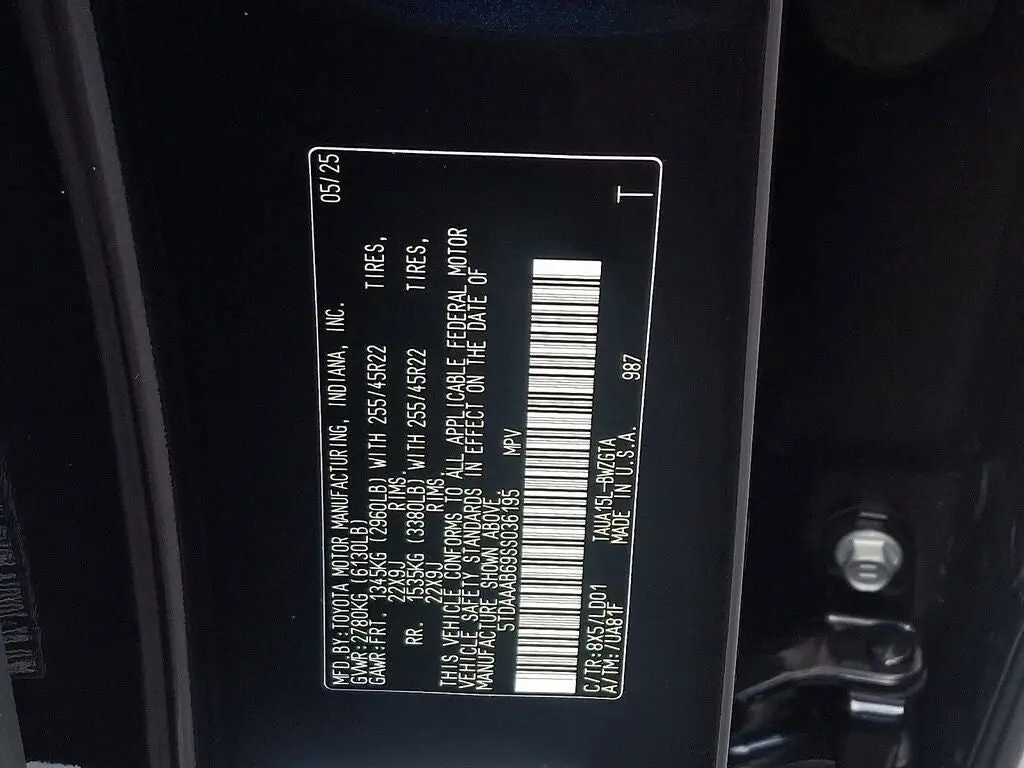 05/25
MFD.BY:TOYOTA MOTOR MANUFACTURING, INDIANA, INC.
GVWR:2780KG (6130LB)
GAWR:FRT. 1345KG (2960LB) WITH 255/45R22 TIRES,
22X9J RIMS.
RR. 1535KG (3380LB) WITH 255/45R22 TIRES,
22X9J RIMS.
THIS VEHICLE CONFORMS TO ALL APPLICABLE FEDERAL MOTOR
VEHICLE SAFETY STANDARDS IN EFFECT ON THE DATE OF
MANUFACTURE SHOWN ABOVE.
5TDAAAB69SS036195 MPV
C/TR:8X5/LD01 TAUA15L-BWZGTA 987
A/TM:/UA81F MADE IN U.S.A. T